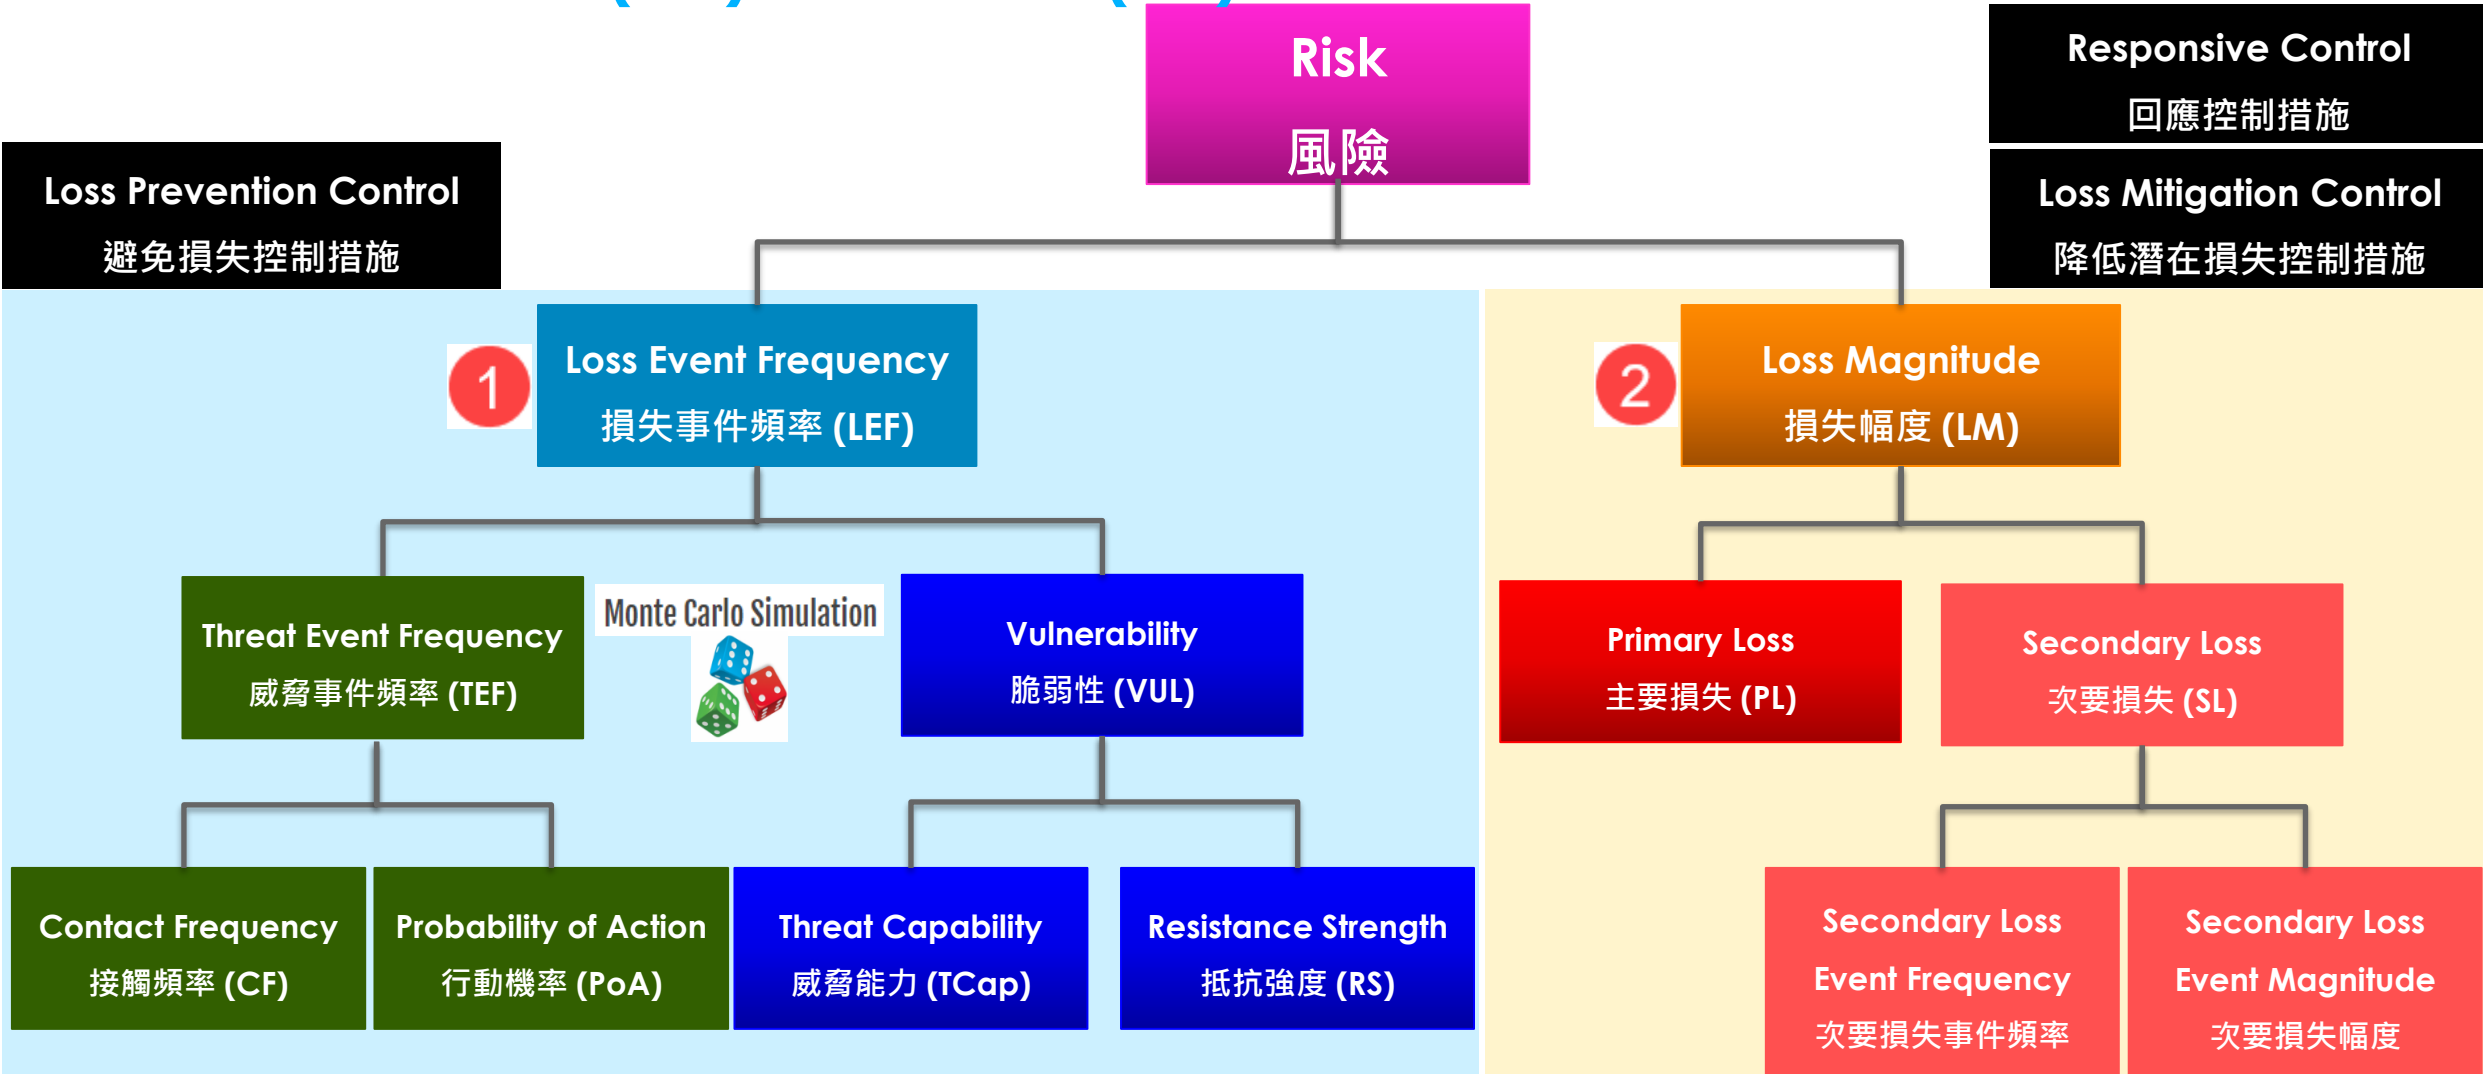 Risk
風險
Responsive Control
回應控制措施
Loss Prevention Control
避免損失控制措施
Loss Mitigation Control
降低潛在損失控制措施
1
Loss Event Frequency
損失事件頻率 (LEF)
2
Loss Magnitude
損失幅度 (LM)
Threat Event Frequency
威脅事件頻率 (TEF)
Monte Carlo Simulation
Vulnerability
脆弱性 (VUL)
Primary Loss
主要損失 (PL)
Secondary Loss
次要損失 (SL)
Contact Frequency
接觸頻率 (CF)
Probability of Action
行動機率 (PoA)
Threat Capability
威脅能力 (TCap)
Resistance Strength
抵抗強度 (RS)
Secondary Loss
Event Frequency
次要損失事件頻率
Secondary Loss
Event Magnitude
次要損失幅度